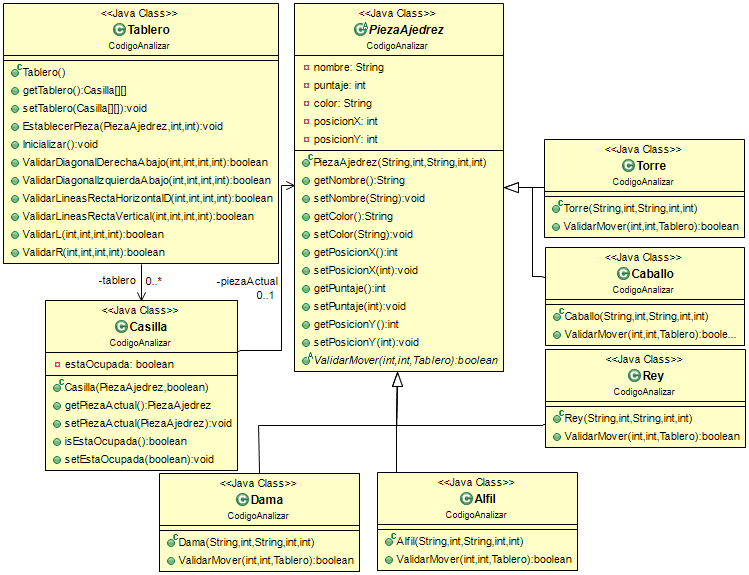 <<Java Class>>
Tablero
CodigoAnalizar
Tablero()
getTablero():Casilla[][]
setTablero(Casilla[][]):void
EstablecerPieza(PiezaAjedrez,int,int):void
Inicializar():void
ValidarDiagonalDerechaAbajo(int,int,int,int):boolean
ValidarDiagonalIzquierdaAbajo(int,int,int,int):boolean
ValidarLineasRectaHorizontalD(int,int,int,int):boolean
ValidarLineasRectaVertical(int,int,int,int):boolean
ValidarL(int,int,int,int):boolean
ValidarR(int,int,int,int):boolean
-tablero
0..*
<<Java Class>>
Casilla
CodigoAnalizar
estaOcupada: boolean
Casilla(PiezaAjedrez,boolean)
getPiezaActual():PiezaAjedrez
setPiezaActual(PiezaAjedrez):void
isEstaOcupada():boolean
setEstaOcupada(boolean):void
-piezaActual
0..1
<<Java Class>>
PiezaAjedrez
CodigoAnalizar
nombre: String
puntaje: int
color: String
posicionX: int
posicionY: int
PiezaAjedrez(String,int,String,int,int)
getNombre():String
setNombre(String):void
getColor():String
setColor(String):void
getPosicionX():int
setPosicionX(int):void
getPuntaje():int
setPuntaje(int):void
getPosicionY():int
setPosicionY(int):void
ValidarMover(int,int,Tablero):boolean
<<Java Class>>
Torre
CodigoAnalizar
Torre(String,int,String,int,int)
ValidarMover(int,int,Tablero):boolean
<<Java Class>>
Caballo
CodigoAnalizar
Caballo(String,int,String,int,int)
ValidarMover(int,int,Tablero):boole...
<<Java Class>>
Rey
CodigoAnalizar
Rey(String,int,String,int,int)
ValidarMover(int,int,Tablero):boolean
<<Java Class>>
Dama
CodigoAnalizar
Dama(String,int,String,int,int)
ValidarMover(int,int,Tablero):boolean
<<Java Class>>
Alfil
CodigoAnalizar
Alfil(String,int,String,int,int)
ValidarMover(int,int,Tablero):boolean